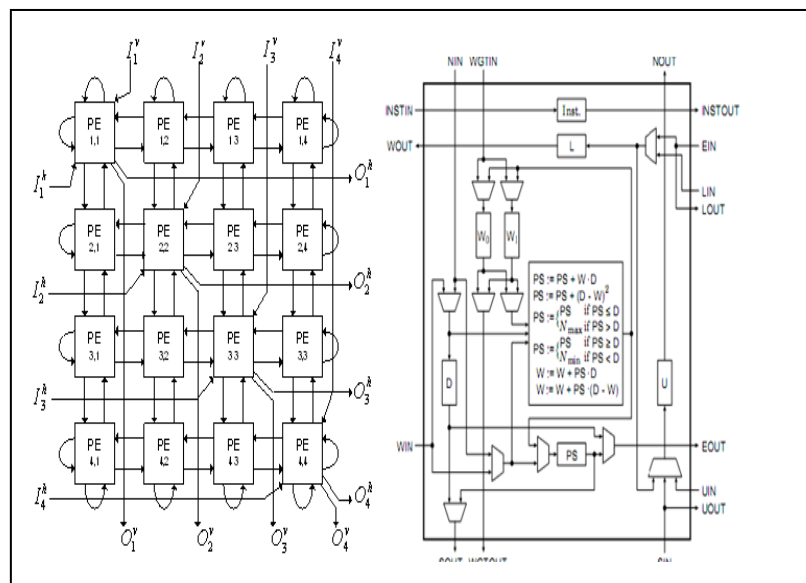 I₁ᵛ I₂ᵛ I₃ᵛ I₄ᵛ
PE 1,1 PE 1,2 PE 1,3 PE 1,4
I₁ʰ O₁ʰ
PE 2,1 PE 2,2 PE 2,3 PE 2,4
I₂ʰ O₂ʰ
PE 3,1 PE 3,2 PE 3,3 PE 3,3
I₃ʰ O₃ʰ
PE 4,1 PE 4,2 PE 4,3 PE 4,4
I₄ʰ O₄ʰ
O₁ᵛ O₂ᵛ O₃ᵛ O₄ᵛ
NIN WGTIN NOUT
INSTIN Inst. INSTOUT
WOUT L EIN
LIN
LOUT
W₀ W₁
PS := PS + W·D
PS := PS + (D - W)²
PS := {PS if PS ≤ D
N_max if PS > D
PS := {PS if PS ≥ D
N_min if PS < D
W := W + PS·D
W := W + PS·(D - W)
D U
WIN PS EOUT
UIN
UOUT
SOUT WGTOUT SIN